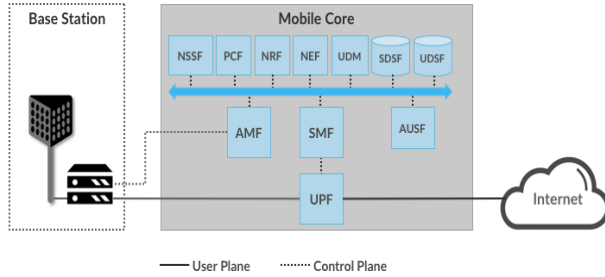 Base Station
Mobile Core
NSSF PCF NRF NEF UDM SDSF UDSF
AMF SMF AUSF
UPF
Internet
User Plane Control Plane